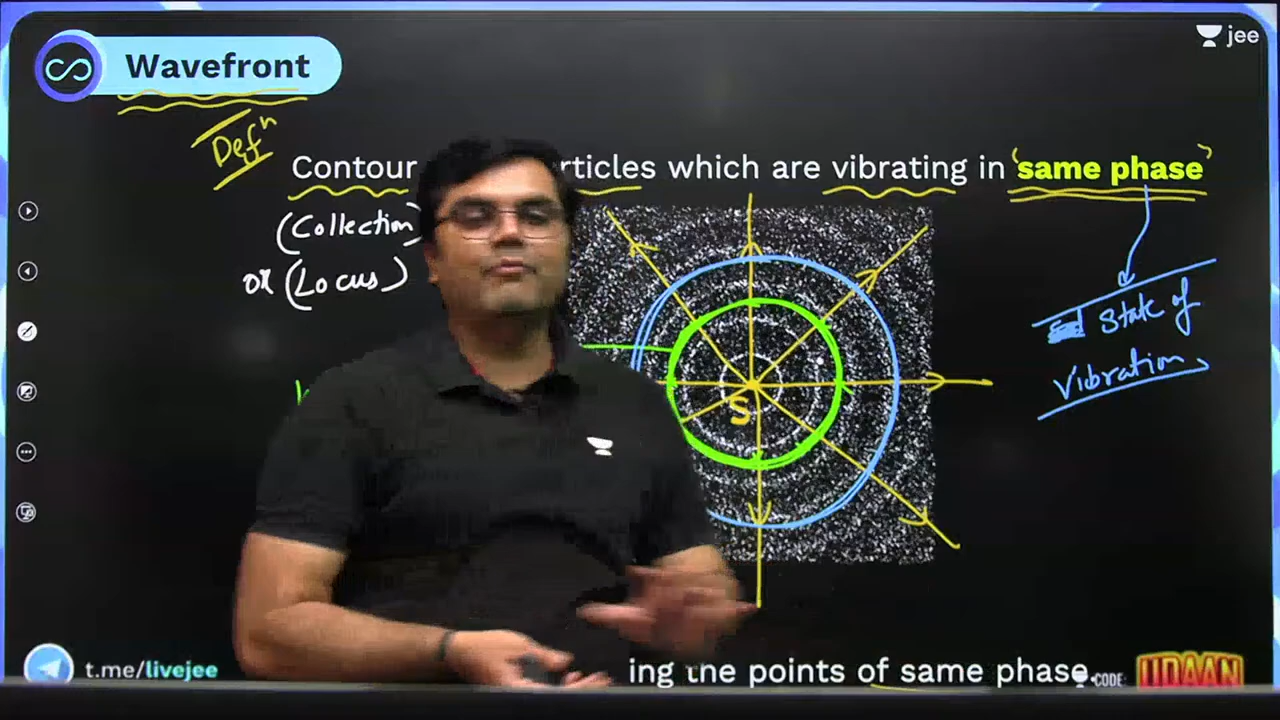 jee
Wavefront
Defⁿ
Contour rticles which are vibrating in 'same phase'
(Collection)
or (Locus)
State of
Vibration
S
t.me/livejee
ing the points of same phase.
CODE:
UDAAN